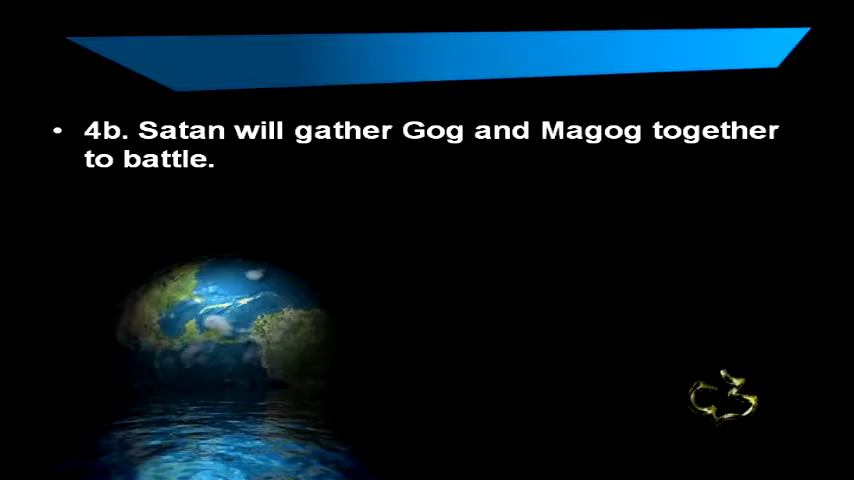 • 4b. Satan will gather Gog and Magog together
to battle.